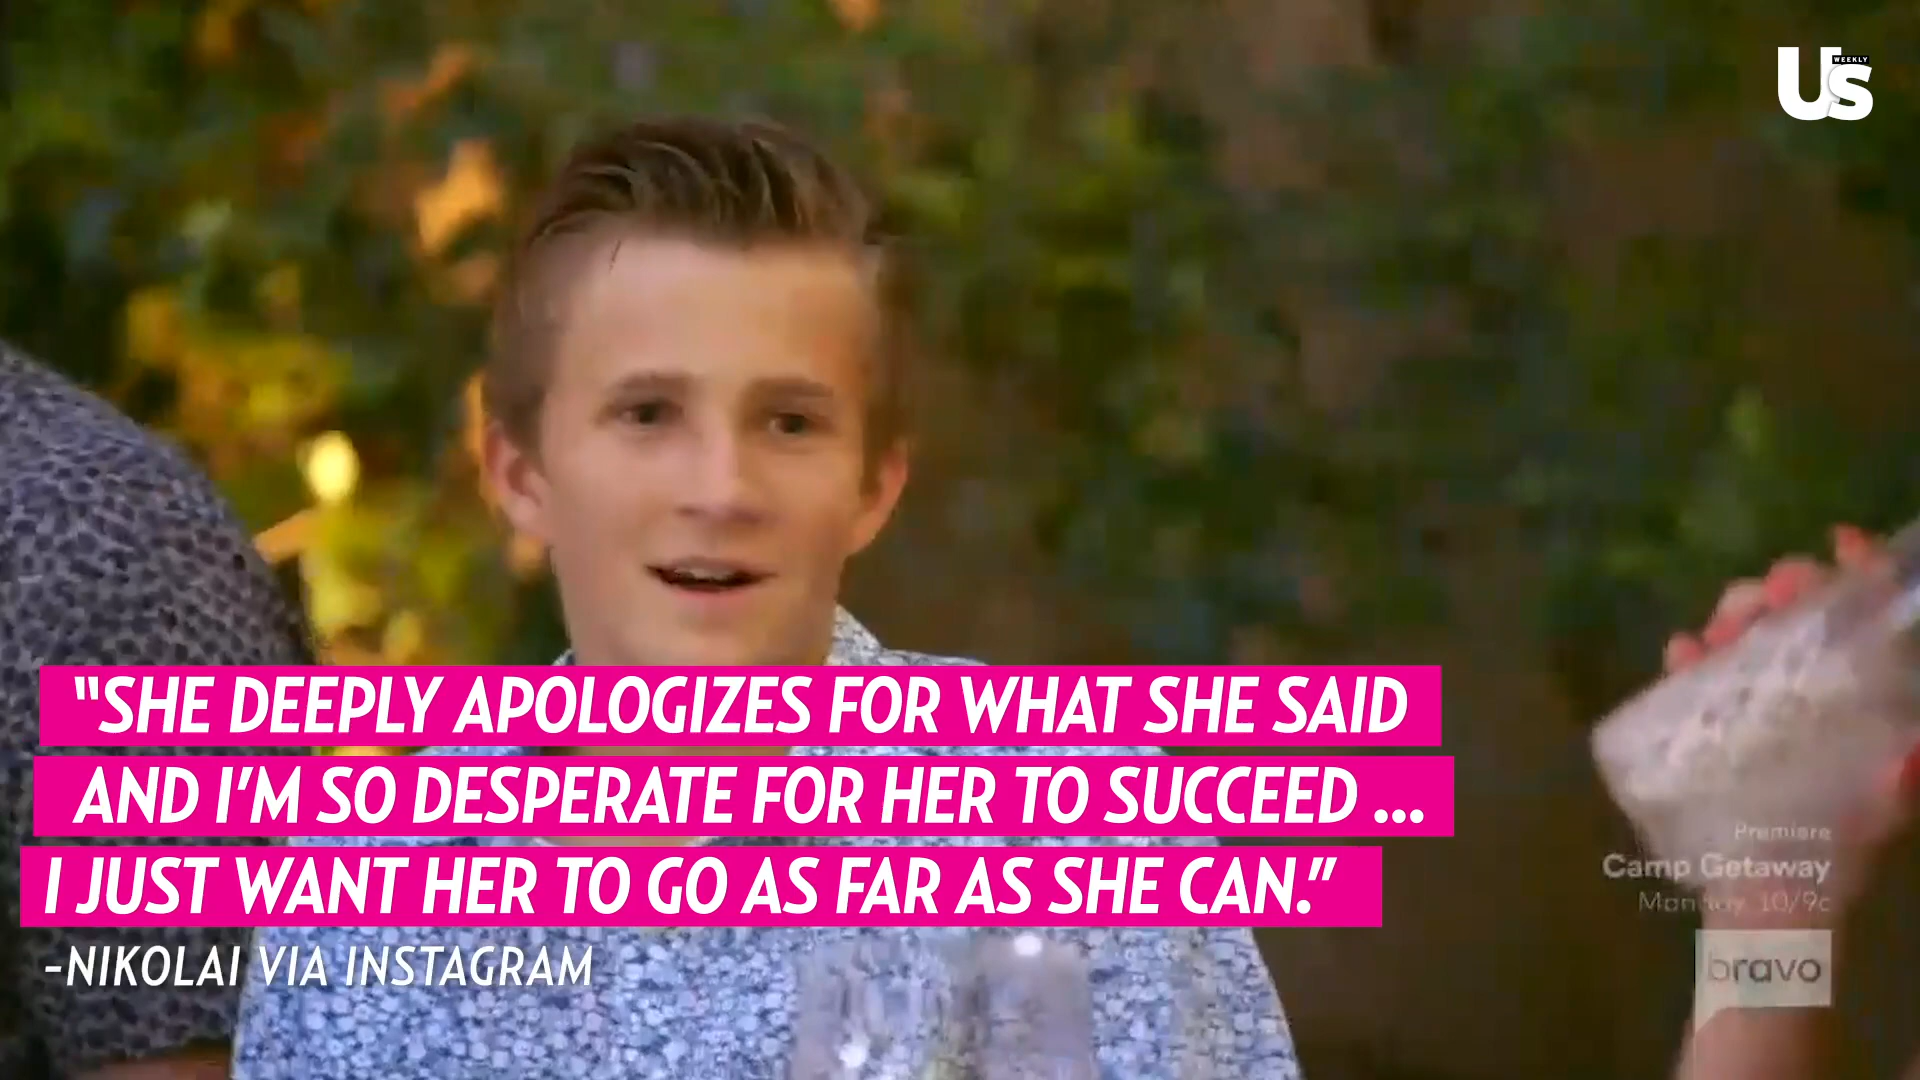 US
WEEKLY
“SHE DEEPLY APOLOGIZES FOR WHAT SHE SAID
AND I’M SO DESPERATE FOR HER TO SUCCEED ...
I JUST WANT HER TO GO AS FAR AS SHE CAN.”
-NIKOLAI VIA INSTAGRAM
Premiere
Camp Getaway
Monday 10/9c
bravo